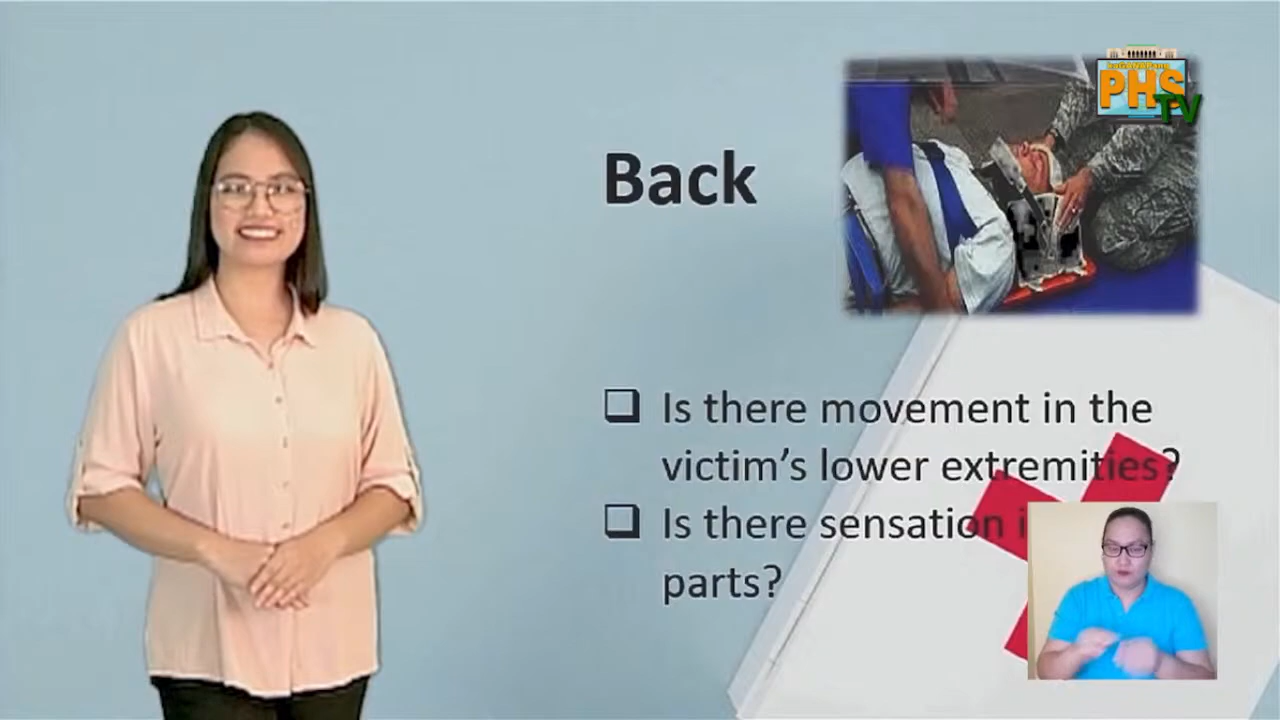 PHS
TV
Back
❑ Is there movement in the
victim's lower extremities?
❑ Is there sensation
parts?